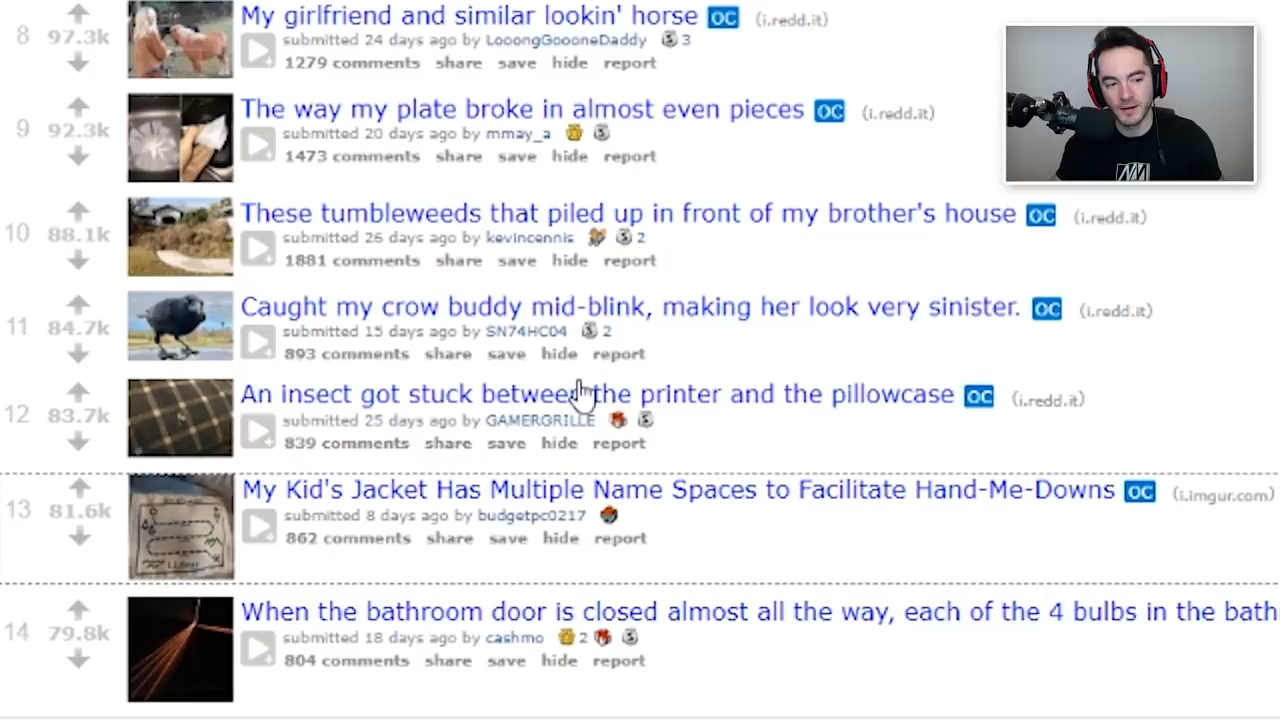 8
97.3k
My girlfriend and similar lookin' horse OC (i.redd.it)
submitted 24 days ago by LooongGoooneDaddy 3
1279 comments share save hide report
9
92.3k
The way my plate broke in almost even pieces OC (i.redd.it)
submitted 20 days ago by mmay_a
1473 comments share save hide report
10
88.1k
These tumbleweeds that piled up in front of my brother's house OC (i.redd.it)
submitted 26 days ago by kevincennis 2
1881 comments share save hide report
11
84.7k
Caught my crow buddy mid-blink, making her look very sinister. OC (i.redd.it)
submitted 15 days ago by SN74HC04 2
893 comments share save hide report
12
83.7k
An insect got stuck between the printer and the pillowcase OC (i.redd.it)
submitted 25 days ago by GAMERGRILLE
839 comments share save hide report
13
81.6k
My Kid's Jacket Has Multiple Name Spaces to Facilitate Hand-Me-Downs OC (i.imgur.com)
submitted 8 days ago by budgetpc0217
862 comments share save hide report
14
79.8k
When the bathroom door is closed almost all the way, each of the 4 bulbs in the bath
submitted 18 days ago by cashmo 2
804 comments share save hide report